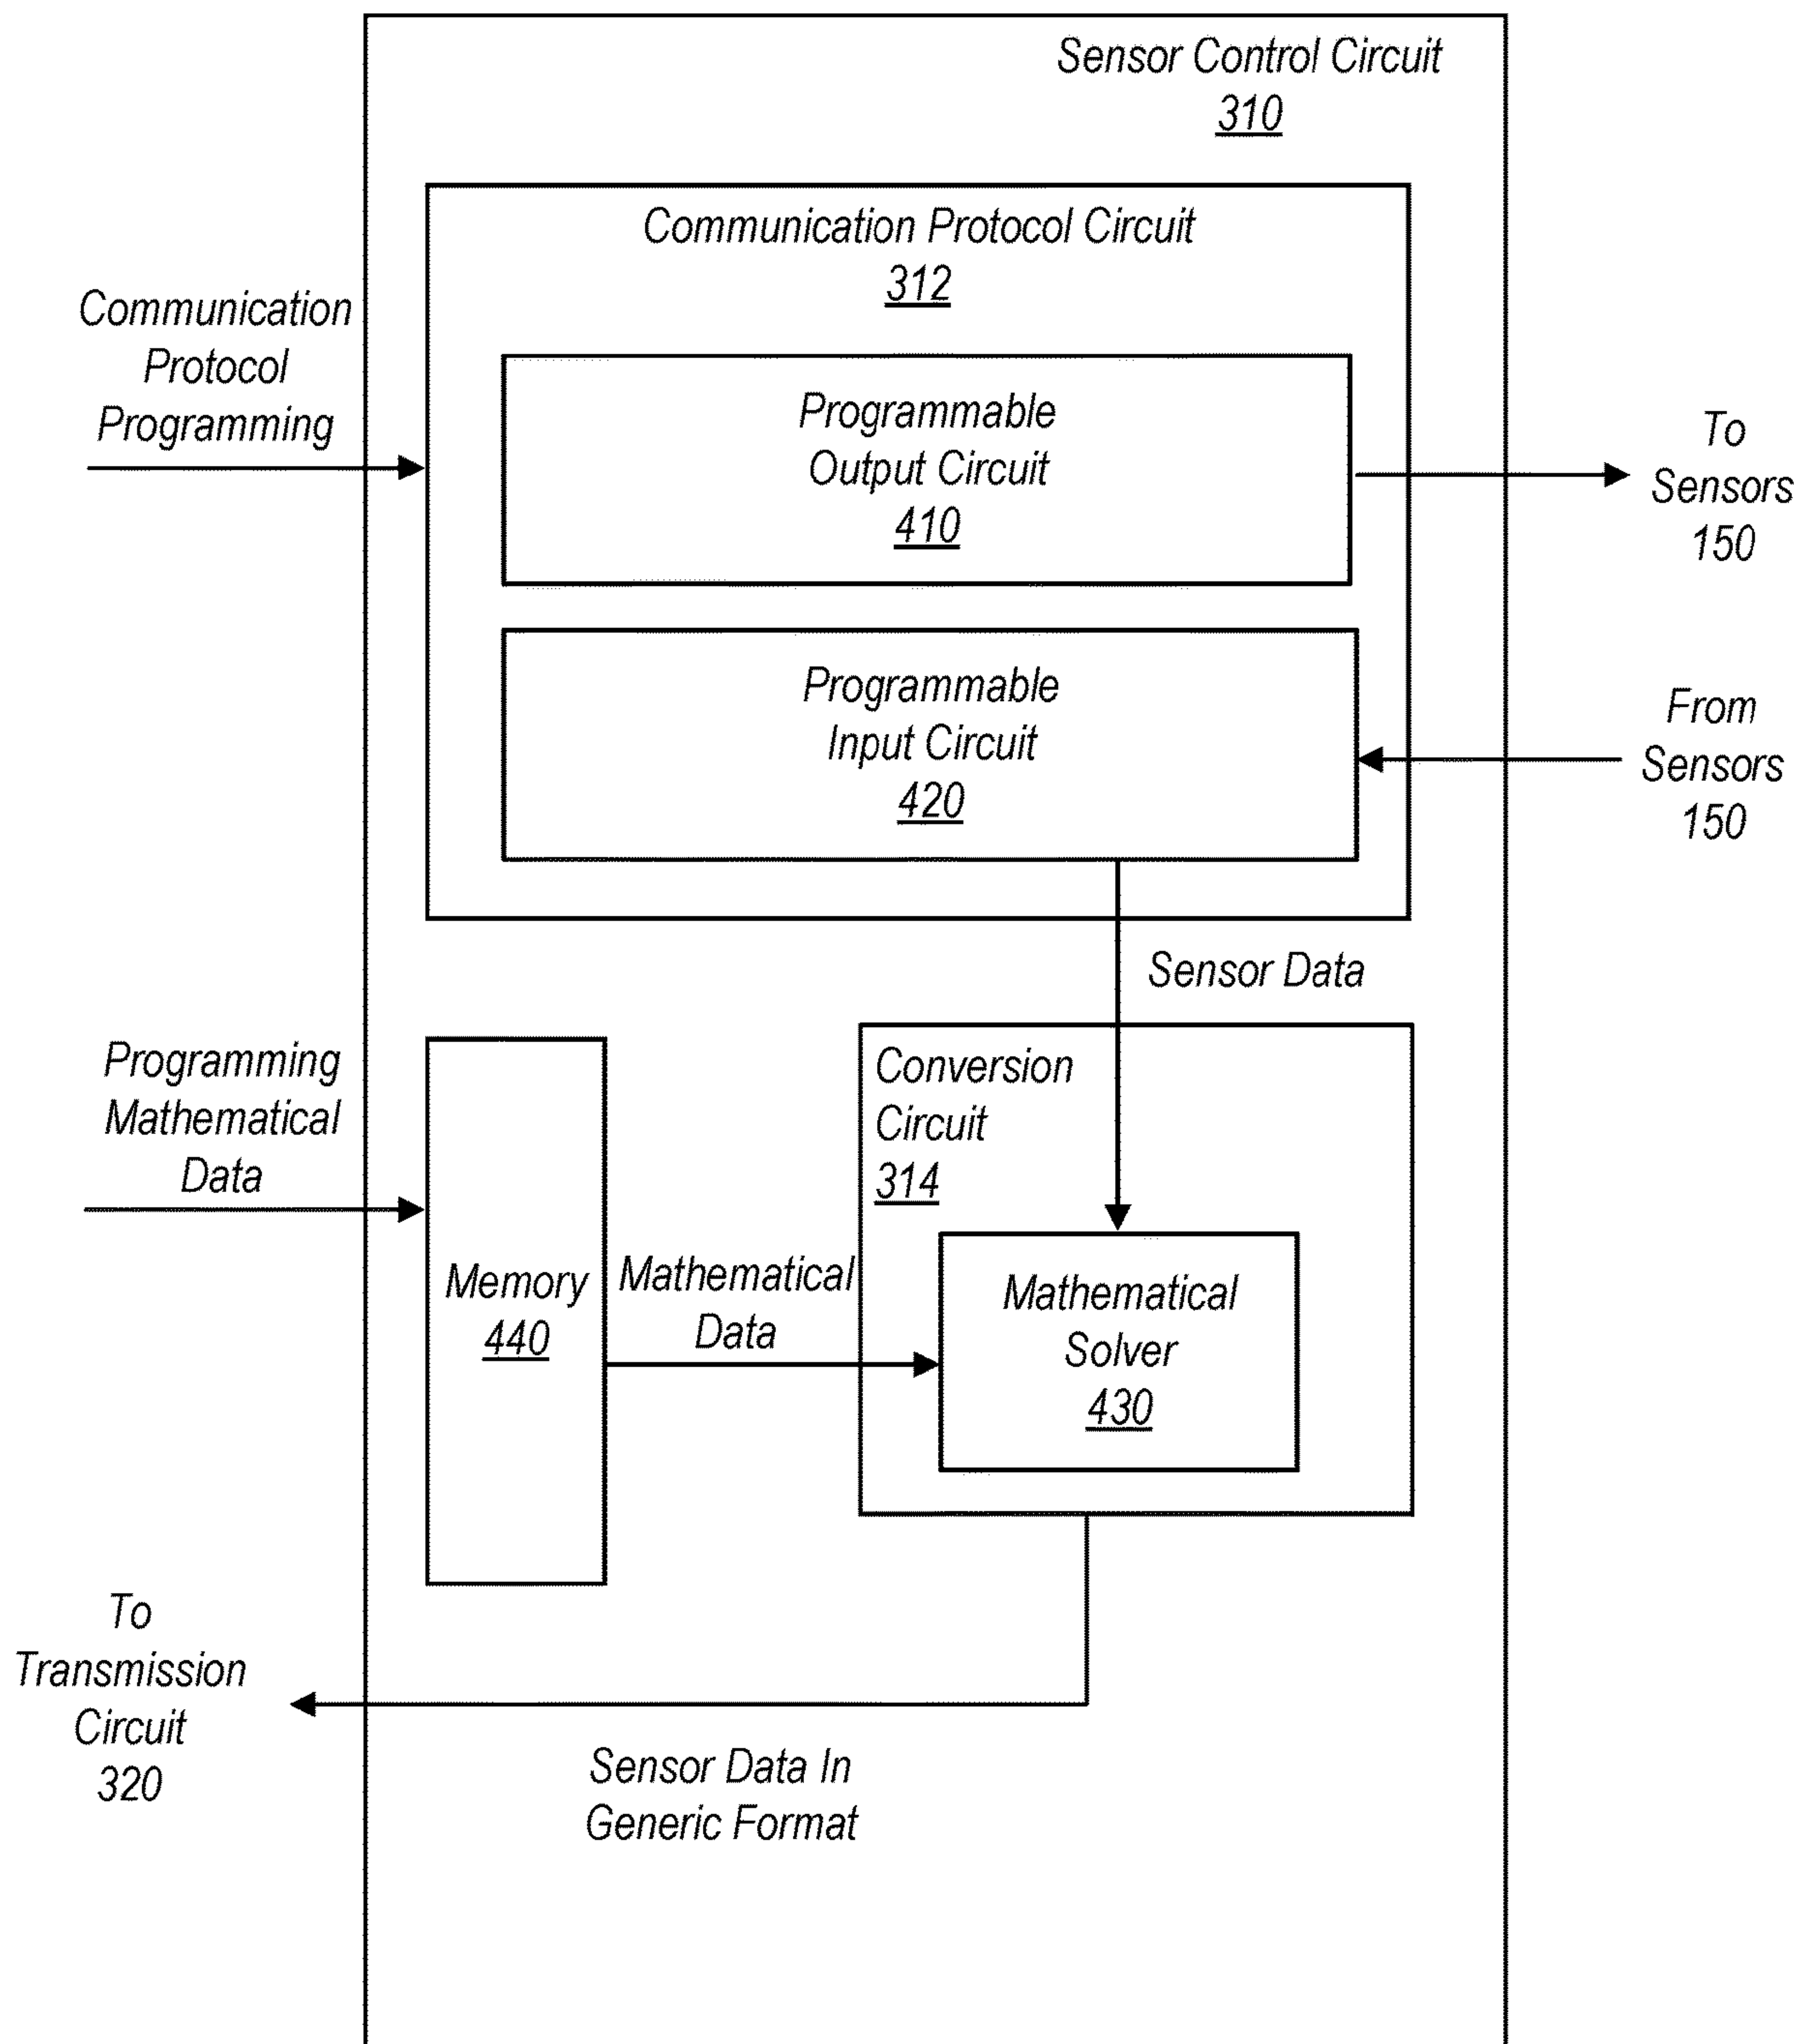 Sensor Control Circuit
310
Communication Protocol Circuit
312
Communication
Protocol
Programming
Programmable
Output Circuit
410
To
Sensors
150
Programmable
Input Circuit
420
From
Sensors
150
Sensor Data
Programming
Mathematical
Data
Conversion
Circuit
314
Memory
440
Mathematical
Data
Mathematical
Solver
430
To
Transmission
Circuit
320
Sensor Data In
Generic Format